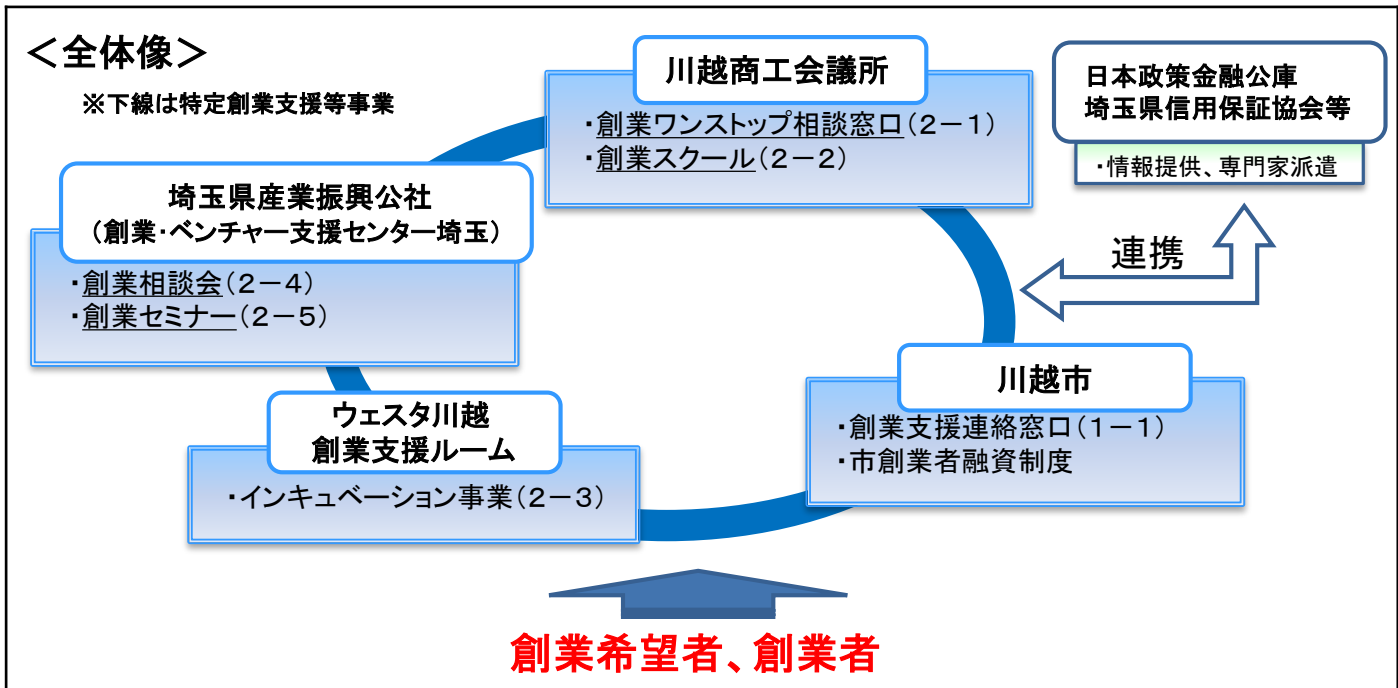 ＜全体像＞
※下線は特定創業支援等事業
川越商工会議所
・創業ワンストップ相談窓口(２－１)
・創業スクール(２－２)
日本政策金融公庫
埼玉県信用保証協会等
・情報提供、専門家派遣
連携
埼玉県産業振興公社
（創業・ベンチャー支援センター埼玉）
・創業相談会(２－４)
・創業セミナー(２－５)
川越市
・創業支援連絡窓口(１－１)
・市創業者融資制度
ウェスタ川越
創業支援ルーム
・インキュベーション事業(２－３)
創業希望者、創業者